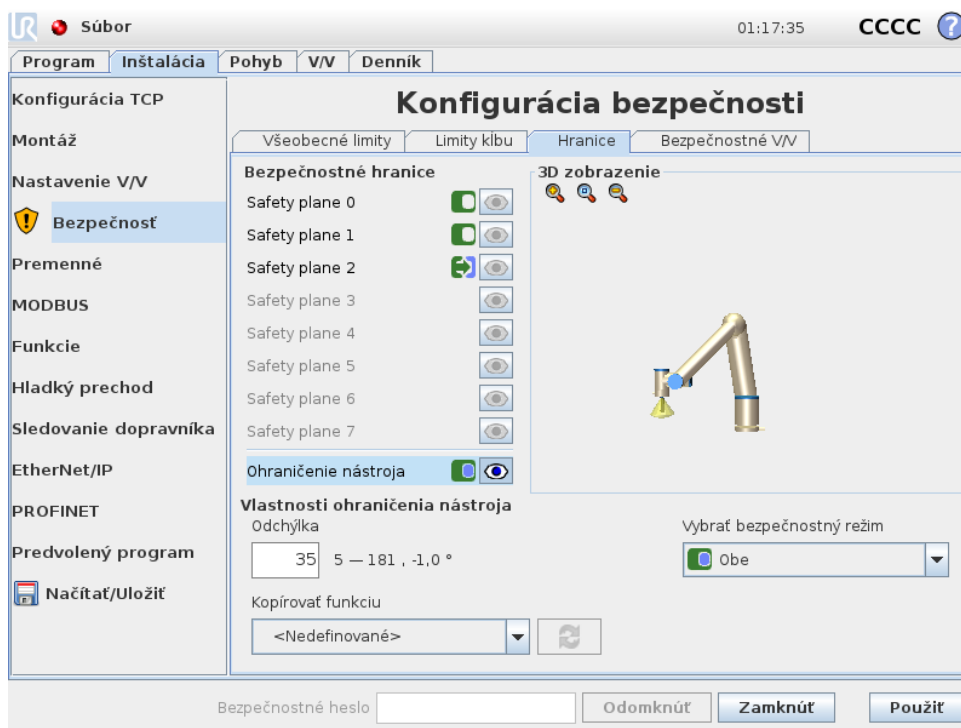 UR Súbor 01:17:35 CCCC ?
Program Inštalácia Pohyb V/V Denník
Konfigurácia TCP
Montáž
Nastavenie V/V
Bezpečnosť
Premenné
MODBUS
Funkcie
Hladký prechod
Sledovanie dopravníka
EtherNet/IP
PROFINET
Predvolený program
Načítať/Uložiť
Konfigurácia bezpečnosti
Všeobecné limity Limity kĺbu Hranice Bezpečnostné V/V
Bezpečnostné hranice
Safety plane 0
Safety plane 1
Safety plane 2
Safety plane 3
Safety plane 4
Safety plane 5
Safety plane 6
Safety plane 7
Ohraničenie nástroja
3D zobrazenie
Vlastnosti ohraničenia nástroja
Odchýlka
35 5 — 181 , -1,0 °
Vybrať bezpečnostný režim
Obe
Kopírovať funkciu
<Nedefinované>
Bezpečnostné heslo Odomknúť Zamknúť Použiť